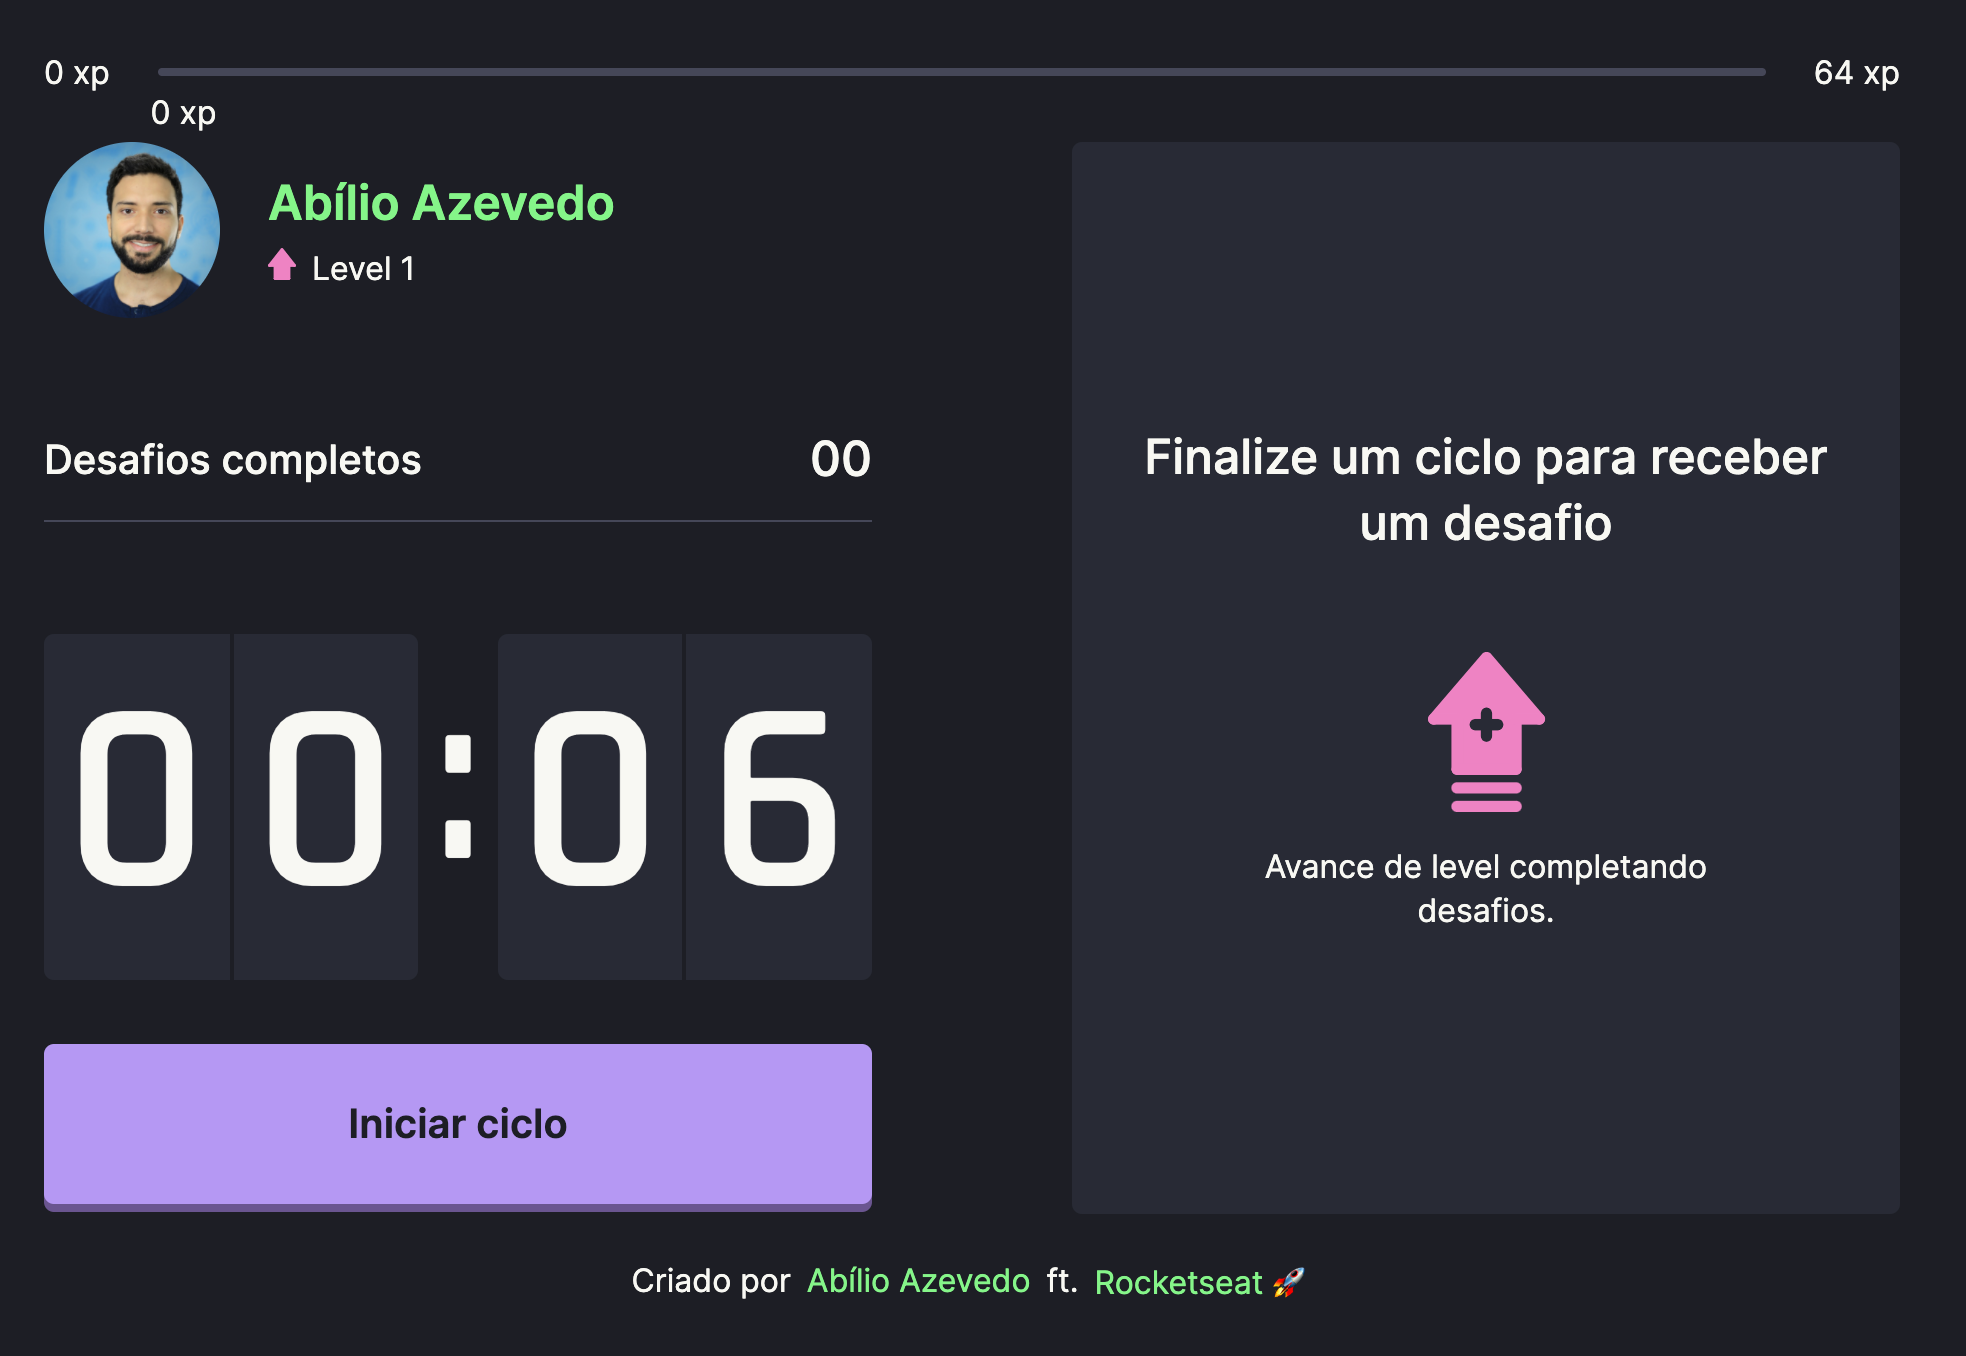 0 xp
64 xp
0 xp
Abílio Azevedo
Level 1
Desafios completos
00
00:06
Iniciar ciclo
Finalize um ciclo para receber
um desafio
Avance de level completando
desafios.
Criado por Abílio Azevedo ft. Rocketseat 🚀